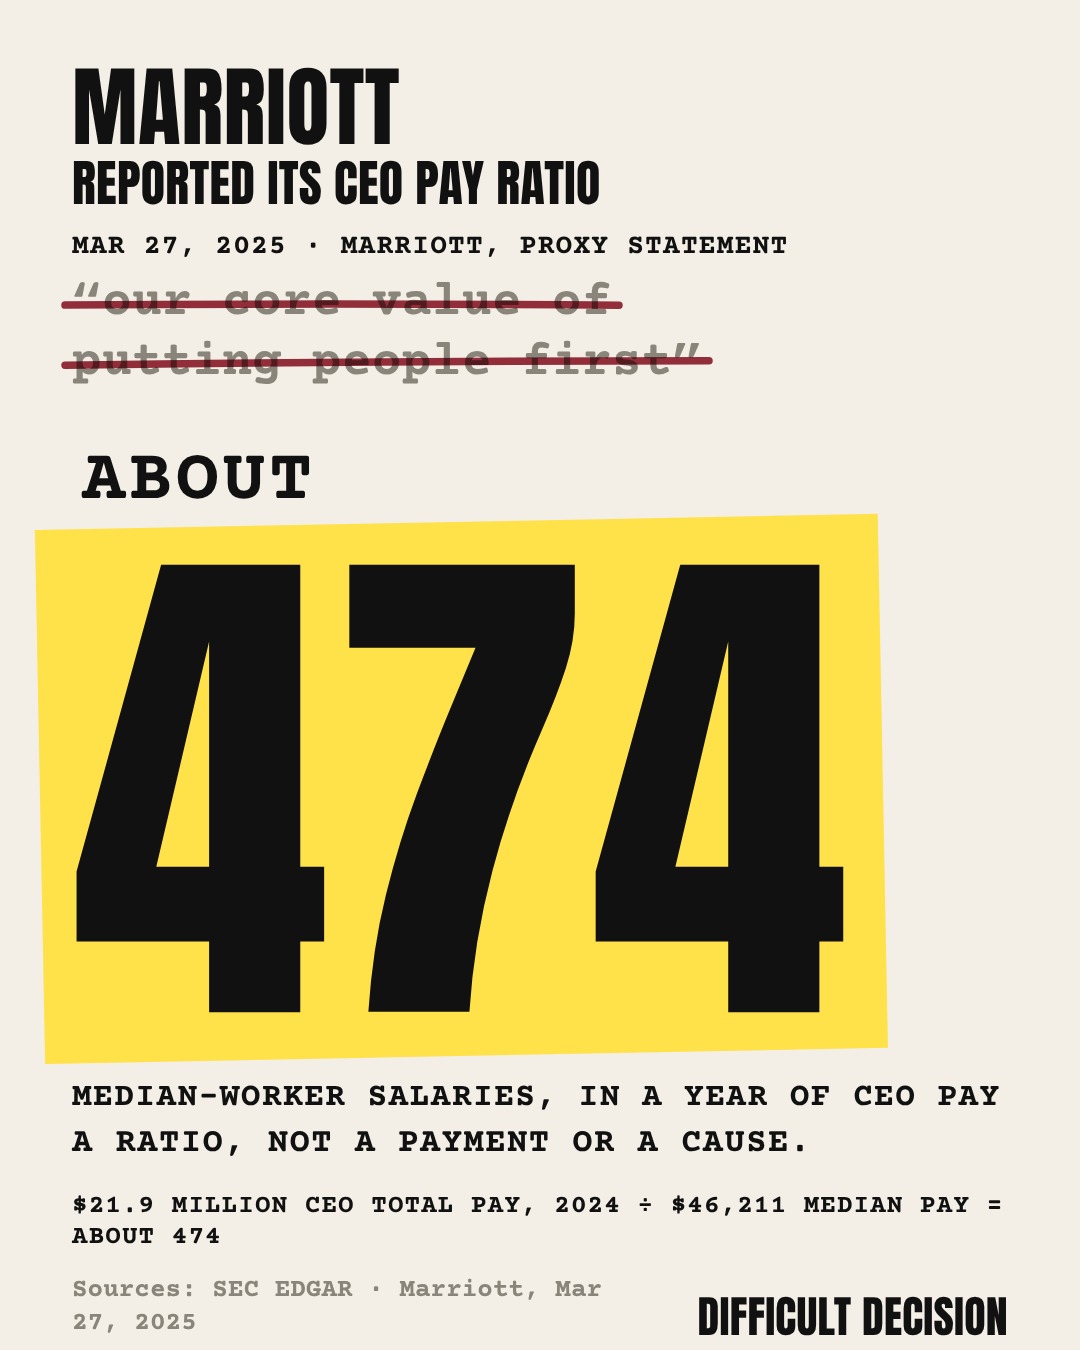 MARRIOTT
REPORTED ITS CEO PAY RATIO
MAR 27, 2025 · MARRIOTT, PROXY STATEMENT
“our core value of
putting people first”
ABOUT
474
MEDIAN–WORKER SALARIES, IN A YEAR OF CEO PAY
A RATIO, NOT A PAYMENT OR A CAUSE.
$21.9 MILLION CEO TOTAL PAY, 2024 ÷ $46,211 MEDIAN PAY =
ABOUT 474
Sources: SEC EDGAR · Marriott, Mar
27, 2025
DIFFICULT DECISION